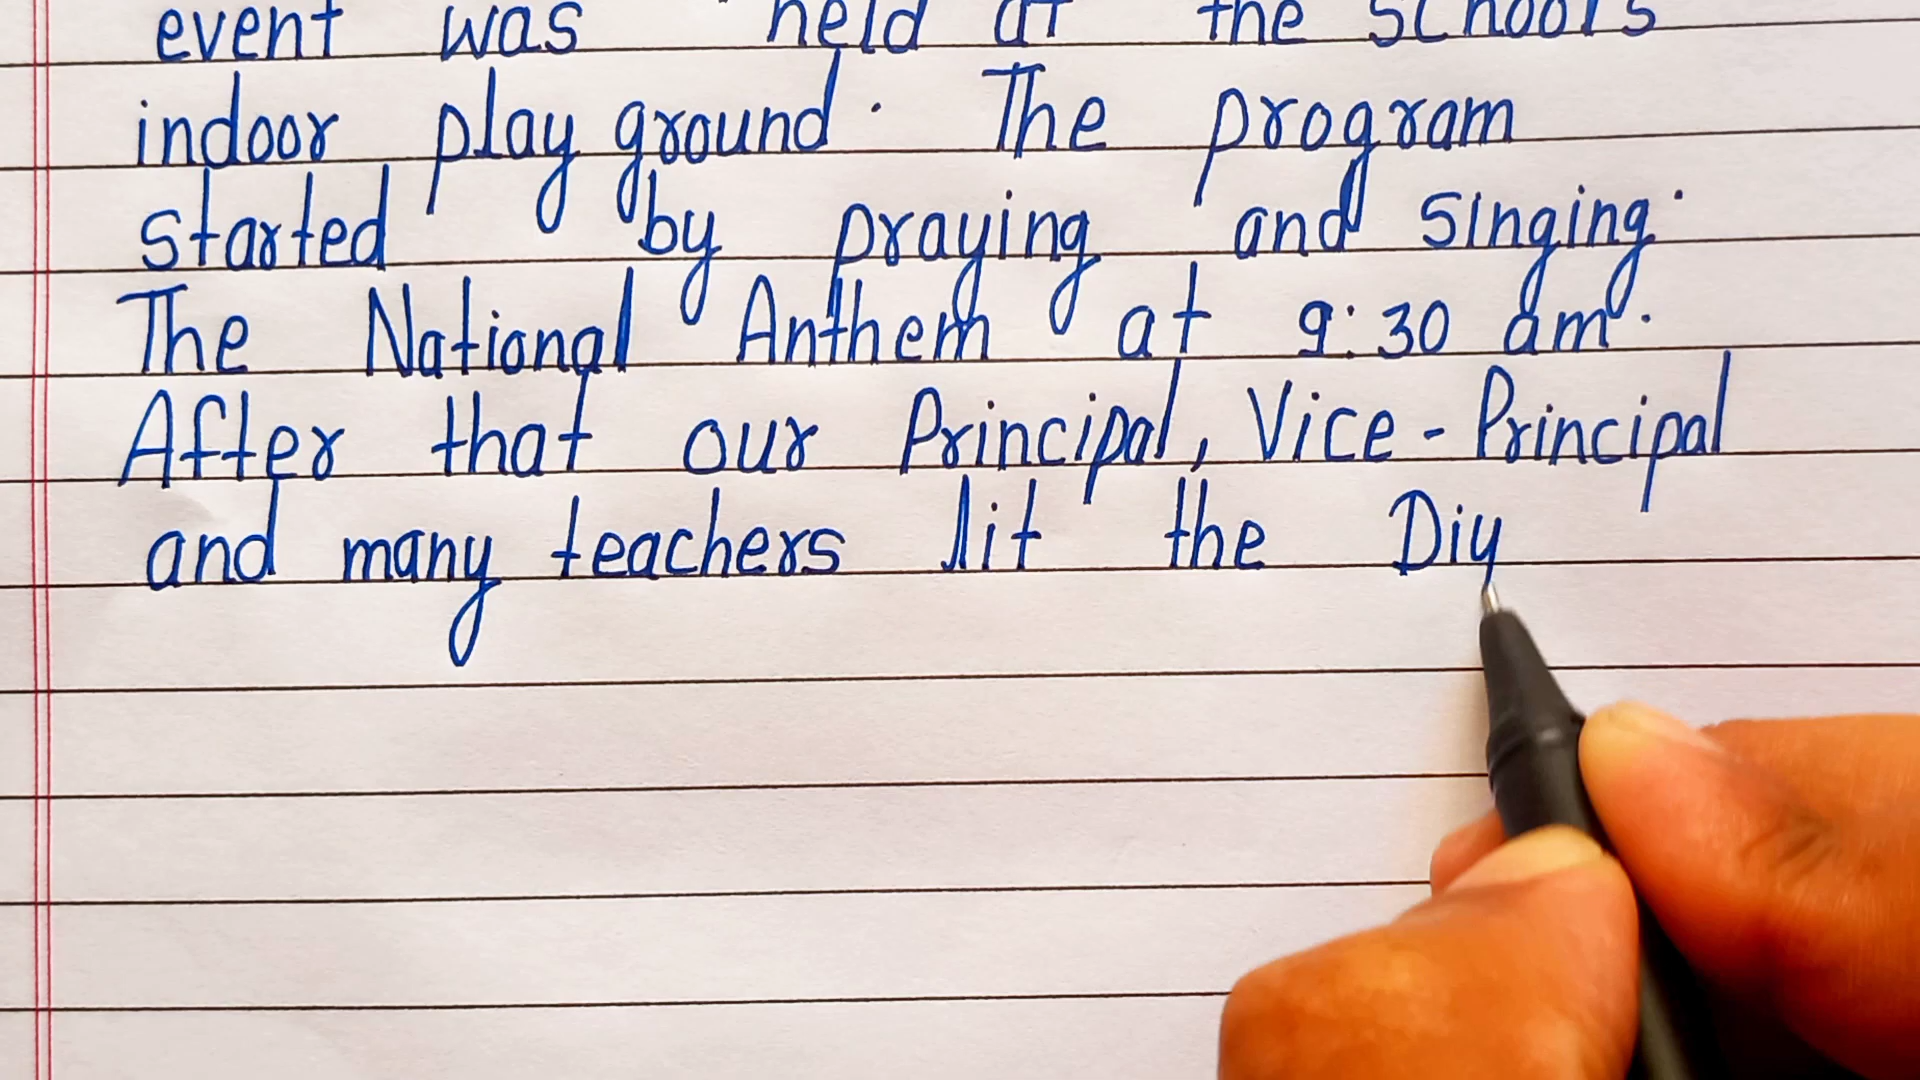 event was held at the schools
indoor play ground. The program
started by praying and singing.
The National Anthem at 9:30 am.
After that our Principal, Vice-Principal
and many teachers lit the Diy